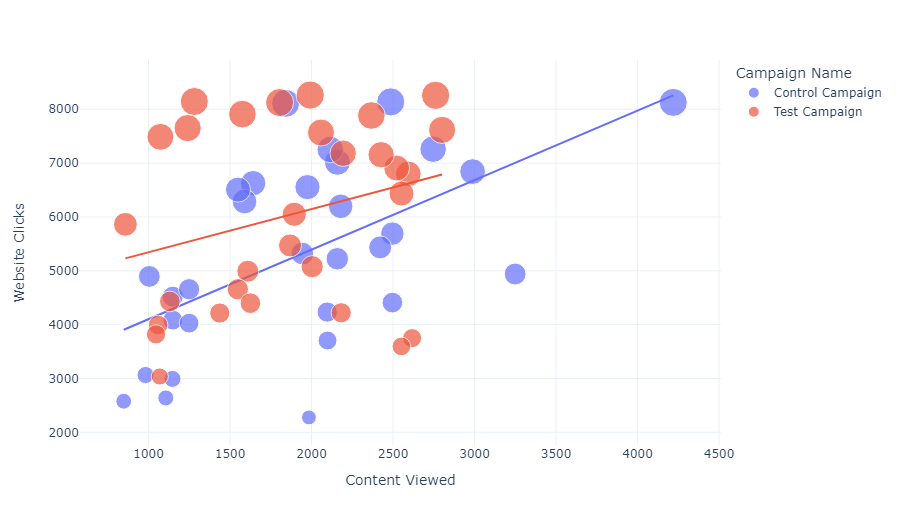 Campaign Name
Control Campaign
Test Campaign
Website Clicks
8000
7000
6000
5000
4000
3000
2000
1000 1500 2000 2500 3000 3500 4000 4500
Content Viewed